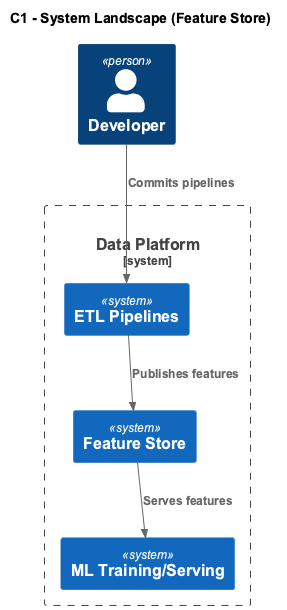 C1 - System Landscape (Feature Store)
«person»
Developer
Commits pipelines
Data Platform
[system]
«system»
ETL Pipelines
Publishes features
«system»
Feature Store
Serves features
«system»
ML Training/Serving